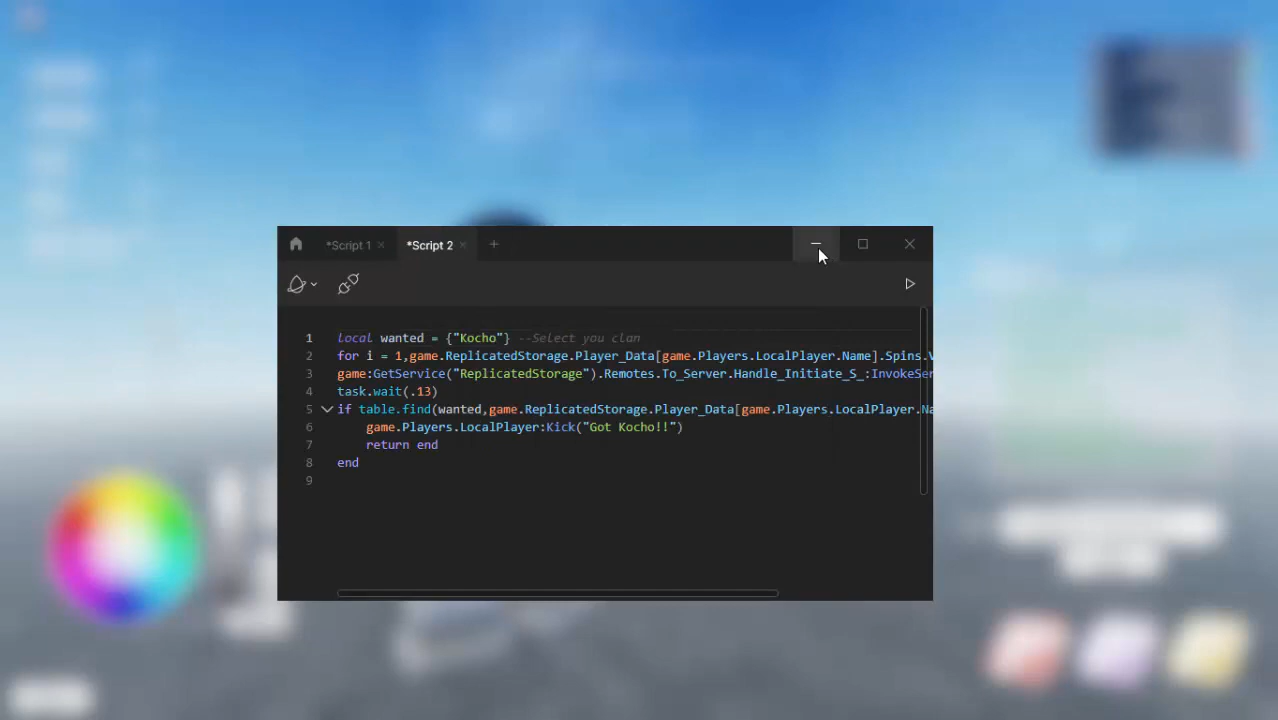 *Script 1
*Script 2
1 local wanted = {"Kocho"} --Select you clan
2 for i = 1,game.ReplicatedStorage.Player_Data[game.Players.LocalPlayer.Name].Spins.V
3 game:GetService("ReplicatedStorage").Remotes.To_Server.Handle_Initiate_S_:InvokeSer
4 task.wait(.13)
5 if table.find(wanted,game.ReplicatedStorage.Player_Data[game.Players.LocalPlayer.Na
6 game.Players.LocalPlayer:Kick("Got Kocho!!")
7 return end
8 end
9